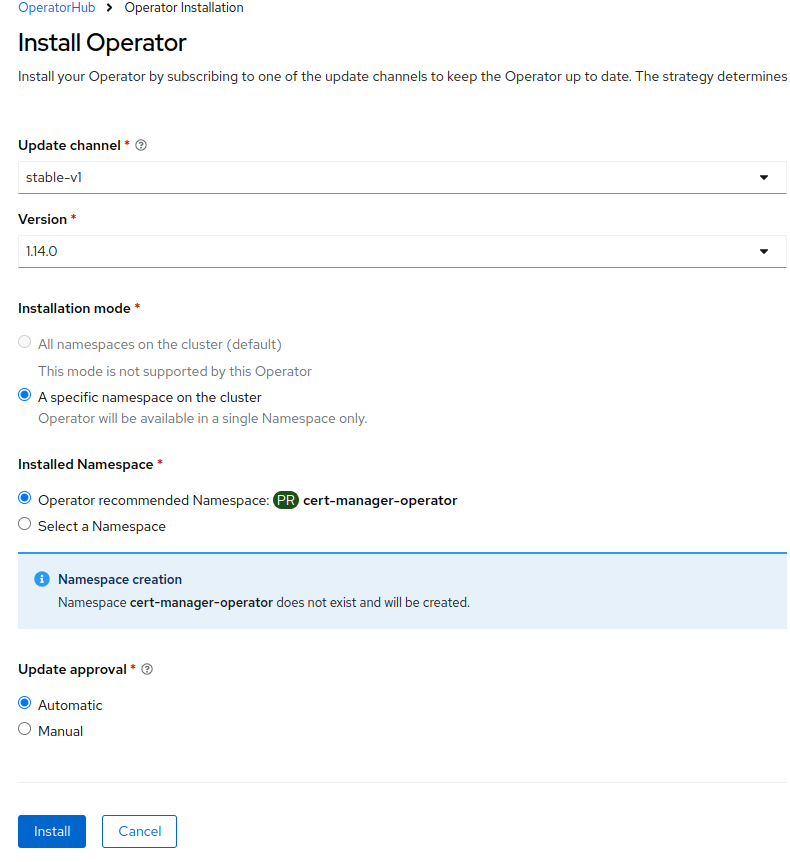 OperatorHub > Operator Installation
Install Operator
Install your Operator by subscribing to one of the update channels to keep the Operator up to date. The strategy determines
Update channel *
stable-v1
Version *
1.14.0
Installation mode *
All namespaces on the cluster (default)
This mode is not supported by this Operator
A specific namespace on the cluster
Operator will be available in a single Namespace only.
Installed Namespace *
Operator recommended Namespace: PR cert-manager-operator
Select a Namespace
Namespace creation
Namespace cert-manager-operator does not exist and will be created.
Update approval *
Automatic
Manual
Install Cancel